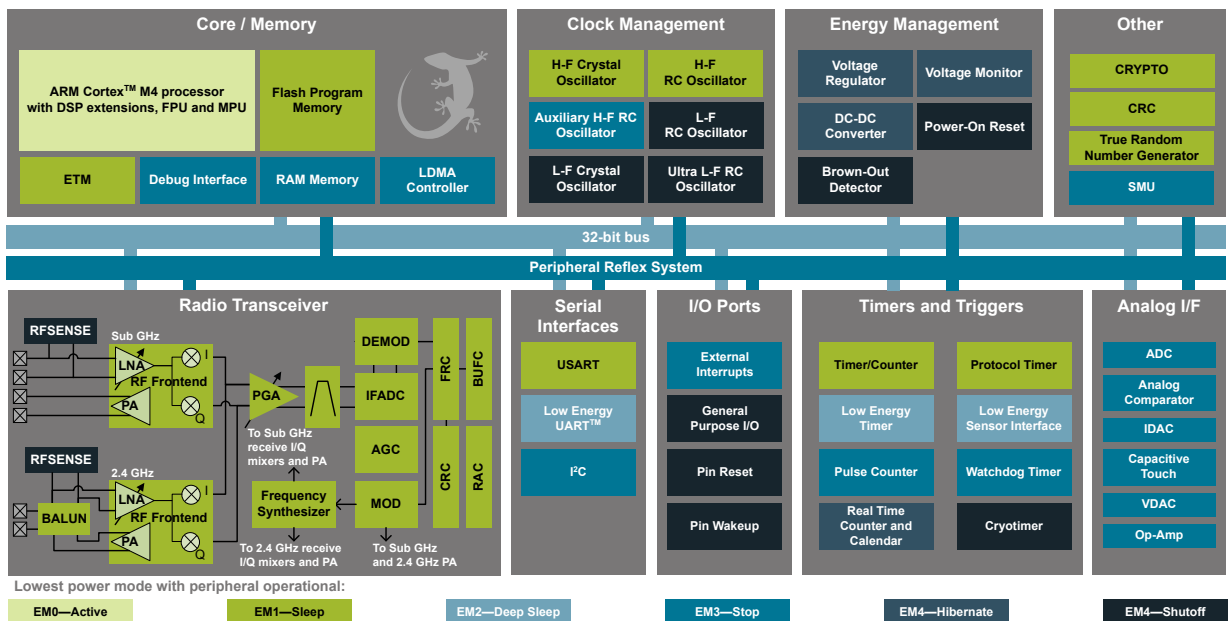 Core / Memory
ARM Cortex™ M4 processor
with DSP extensions, FPU and MPU
Flash Program
Memory
ETM
Debug Interface
RAM Memory
LDMA
Controller
Clock Management
H-F Crystal
Oscillator
H-F
RC Oscillator
Auxiliary H-F RC
Oscillator
L-F
RC Oscillator
L-F Crystal
Oscillator
Ultra L-F RC
Oscillator
Energy Management
Voltage
Regulator
Voltage Monitor
DC-DC
Converter
Power-On Reset
Brown-Out
Detector
Other
CRYPTO
CRC
True Random
Number Generator
SMU
32-bit bus
Peripheral Reflex System
Radio Transceiver
RFSENSE
Sub GHz
LNA
RF Frontend
PA
I
Q
PGA
DEMOD
IFADC
AGC
MOD
FRC
BUFC
CRC
RAC
To Sub GHz
receive I/Q
mixers and PA
Frequency
Synthesizer
To 2.4 GHz receive
I/Q mixers and PA
To Sub GHz
and 2.4 GHz PA
RFSENSE
2.4 GHz
LNA
RF Frontend
BALUN
PA
I
Q
Serial
Interfaces
USART
Low Energy
UART™
I²C
I/O Ports
External
Interrupts
General
Purpose I/O
Pin Reset
Pin Wakeup
Timers and Triggers
Timer/Counter
Protocol Timer
Low Energy
Timer
Low Energy
Sensor Interface
Pulse Counter
Watchdog Timer
Real Time
Counter and
Calendar
Cryotimer
Analog I/F
ADC
Analog
Comparator
IDAC
Capacitive
Touch
VDAC
Op-Amp
Lowest power mode with peripheral operational:
EM0—Active
EM1—Sleep
EM2—Deep Sleep
EM3—Stop
EM4—Hibernate
EM4—Shutoff